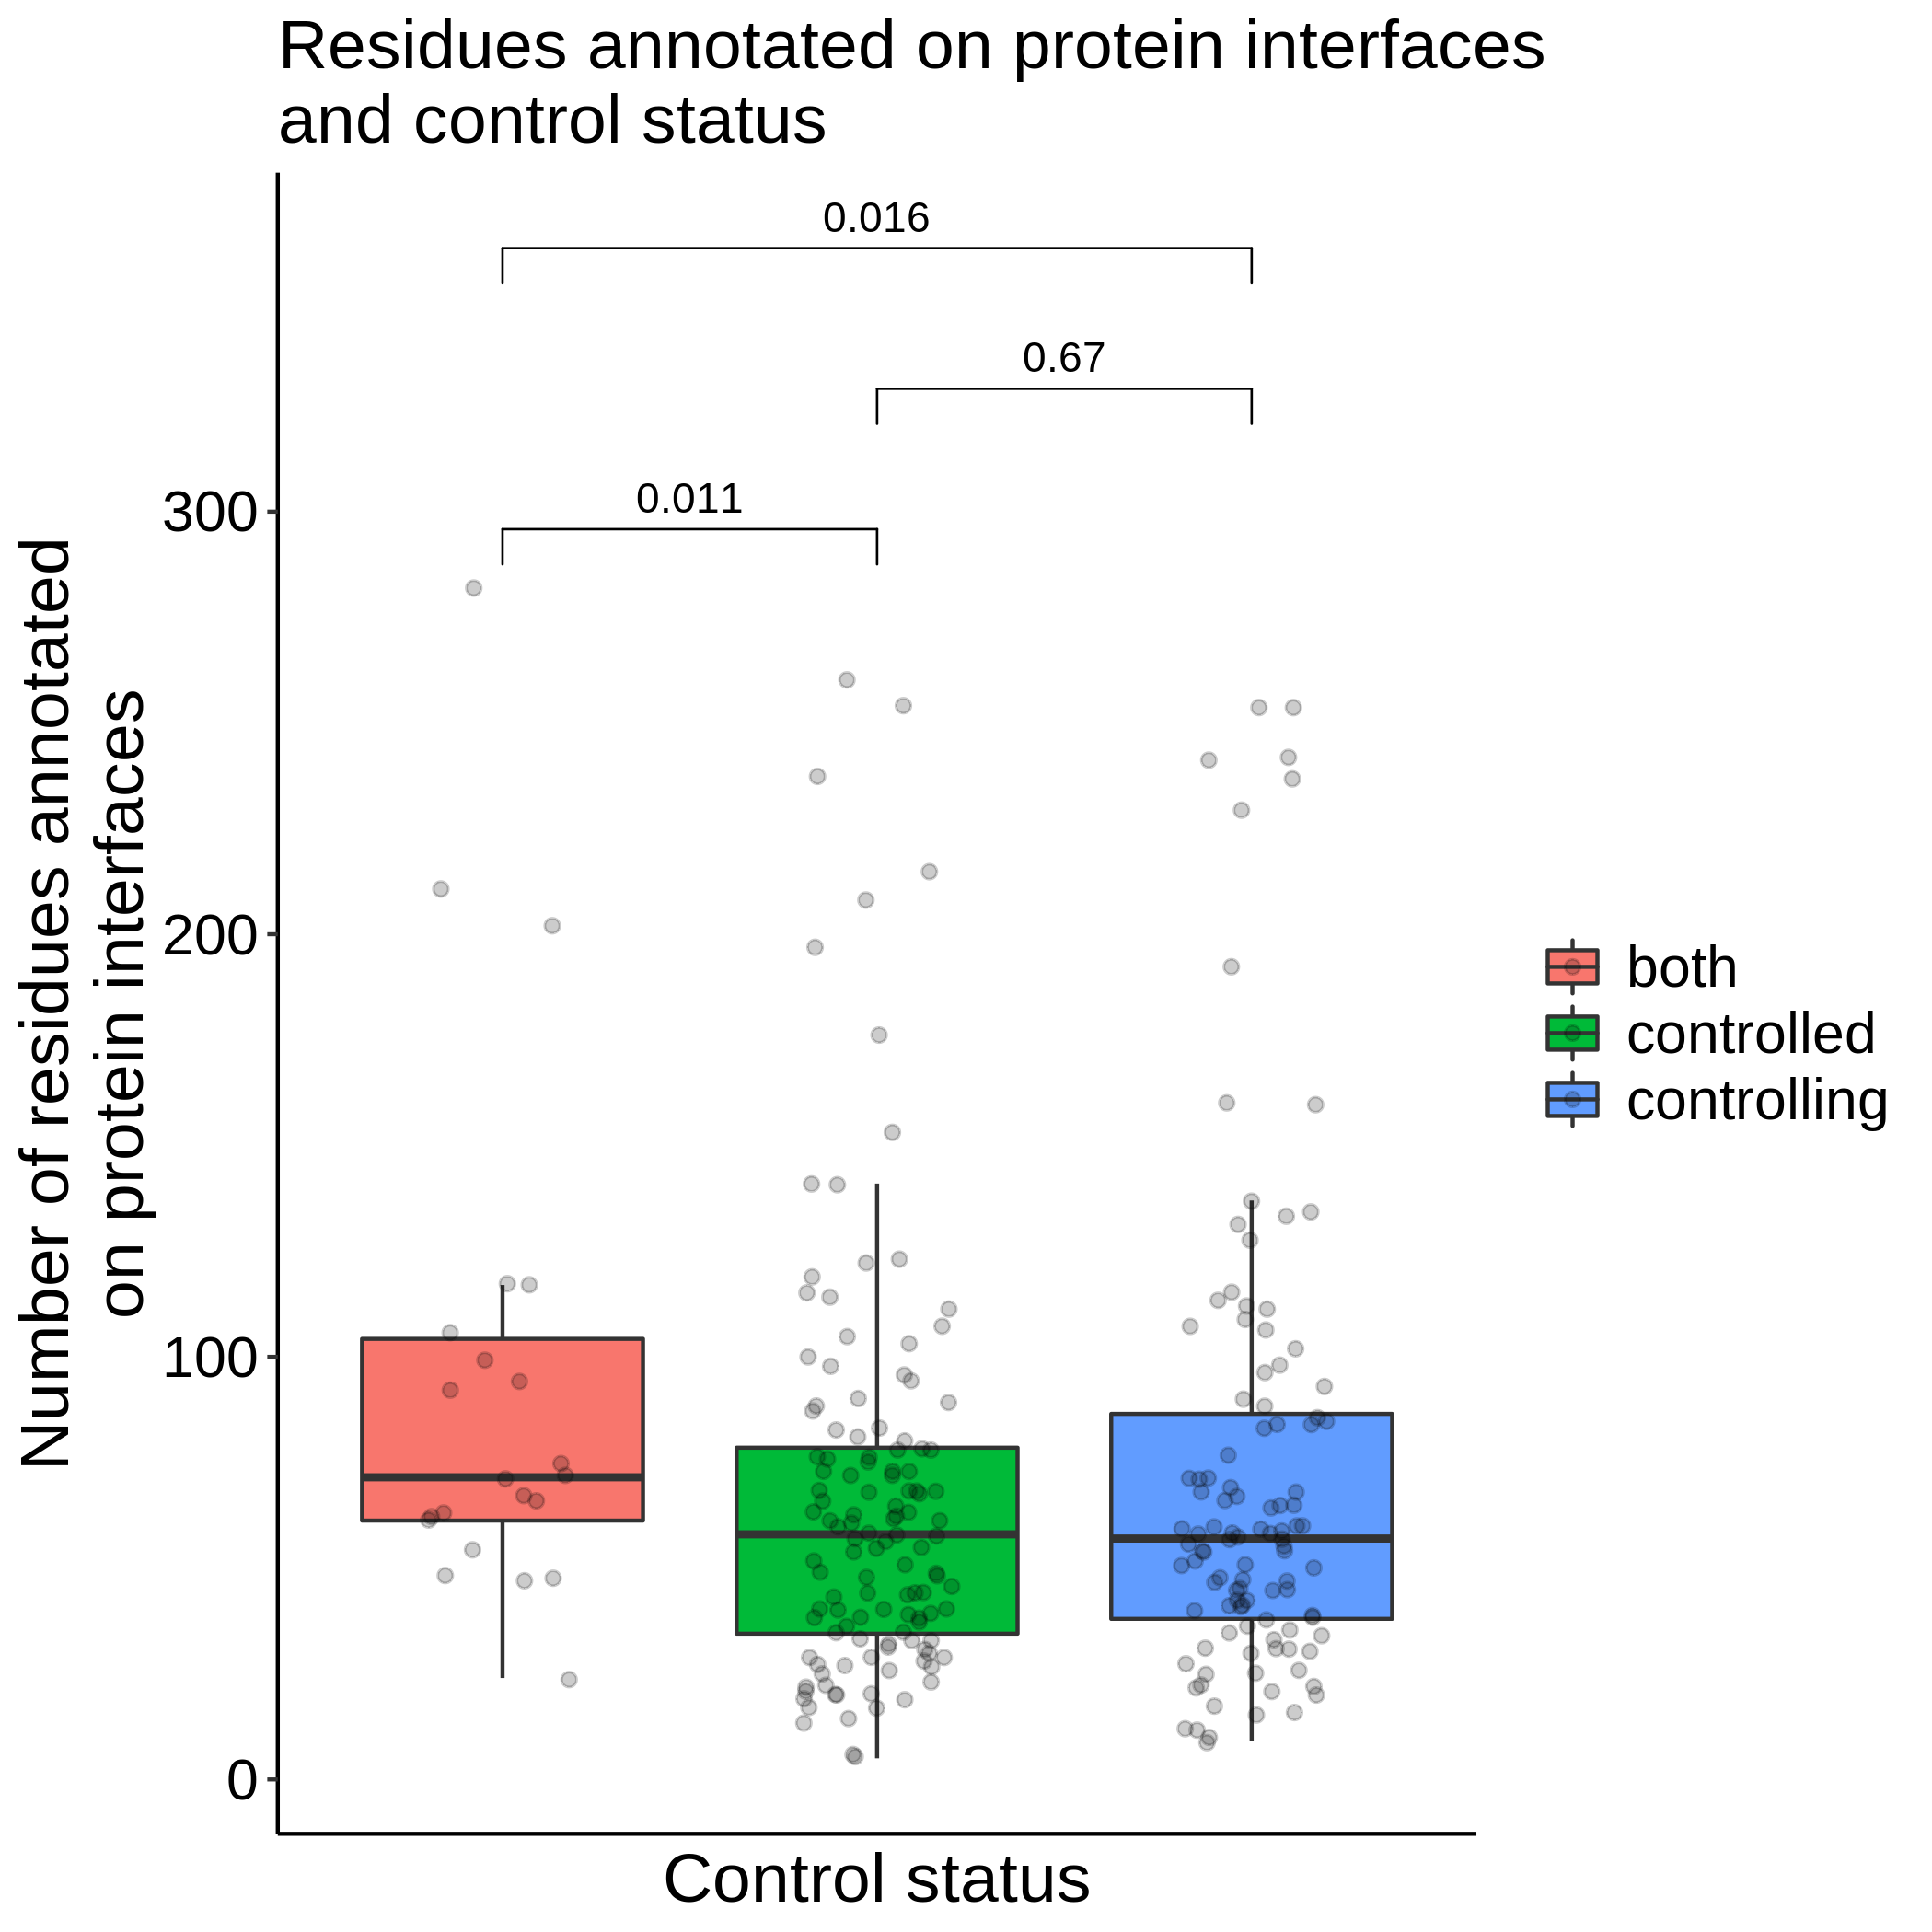 Residues annotated on protein interfaces
and control status
0.016
0.67
0.011
300
200
100
0
Number of residues annotated
on protein interfaces
Control status
both
controlled
controlling